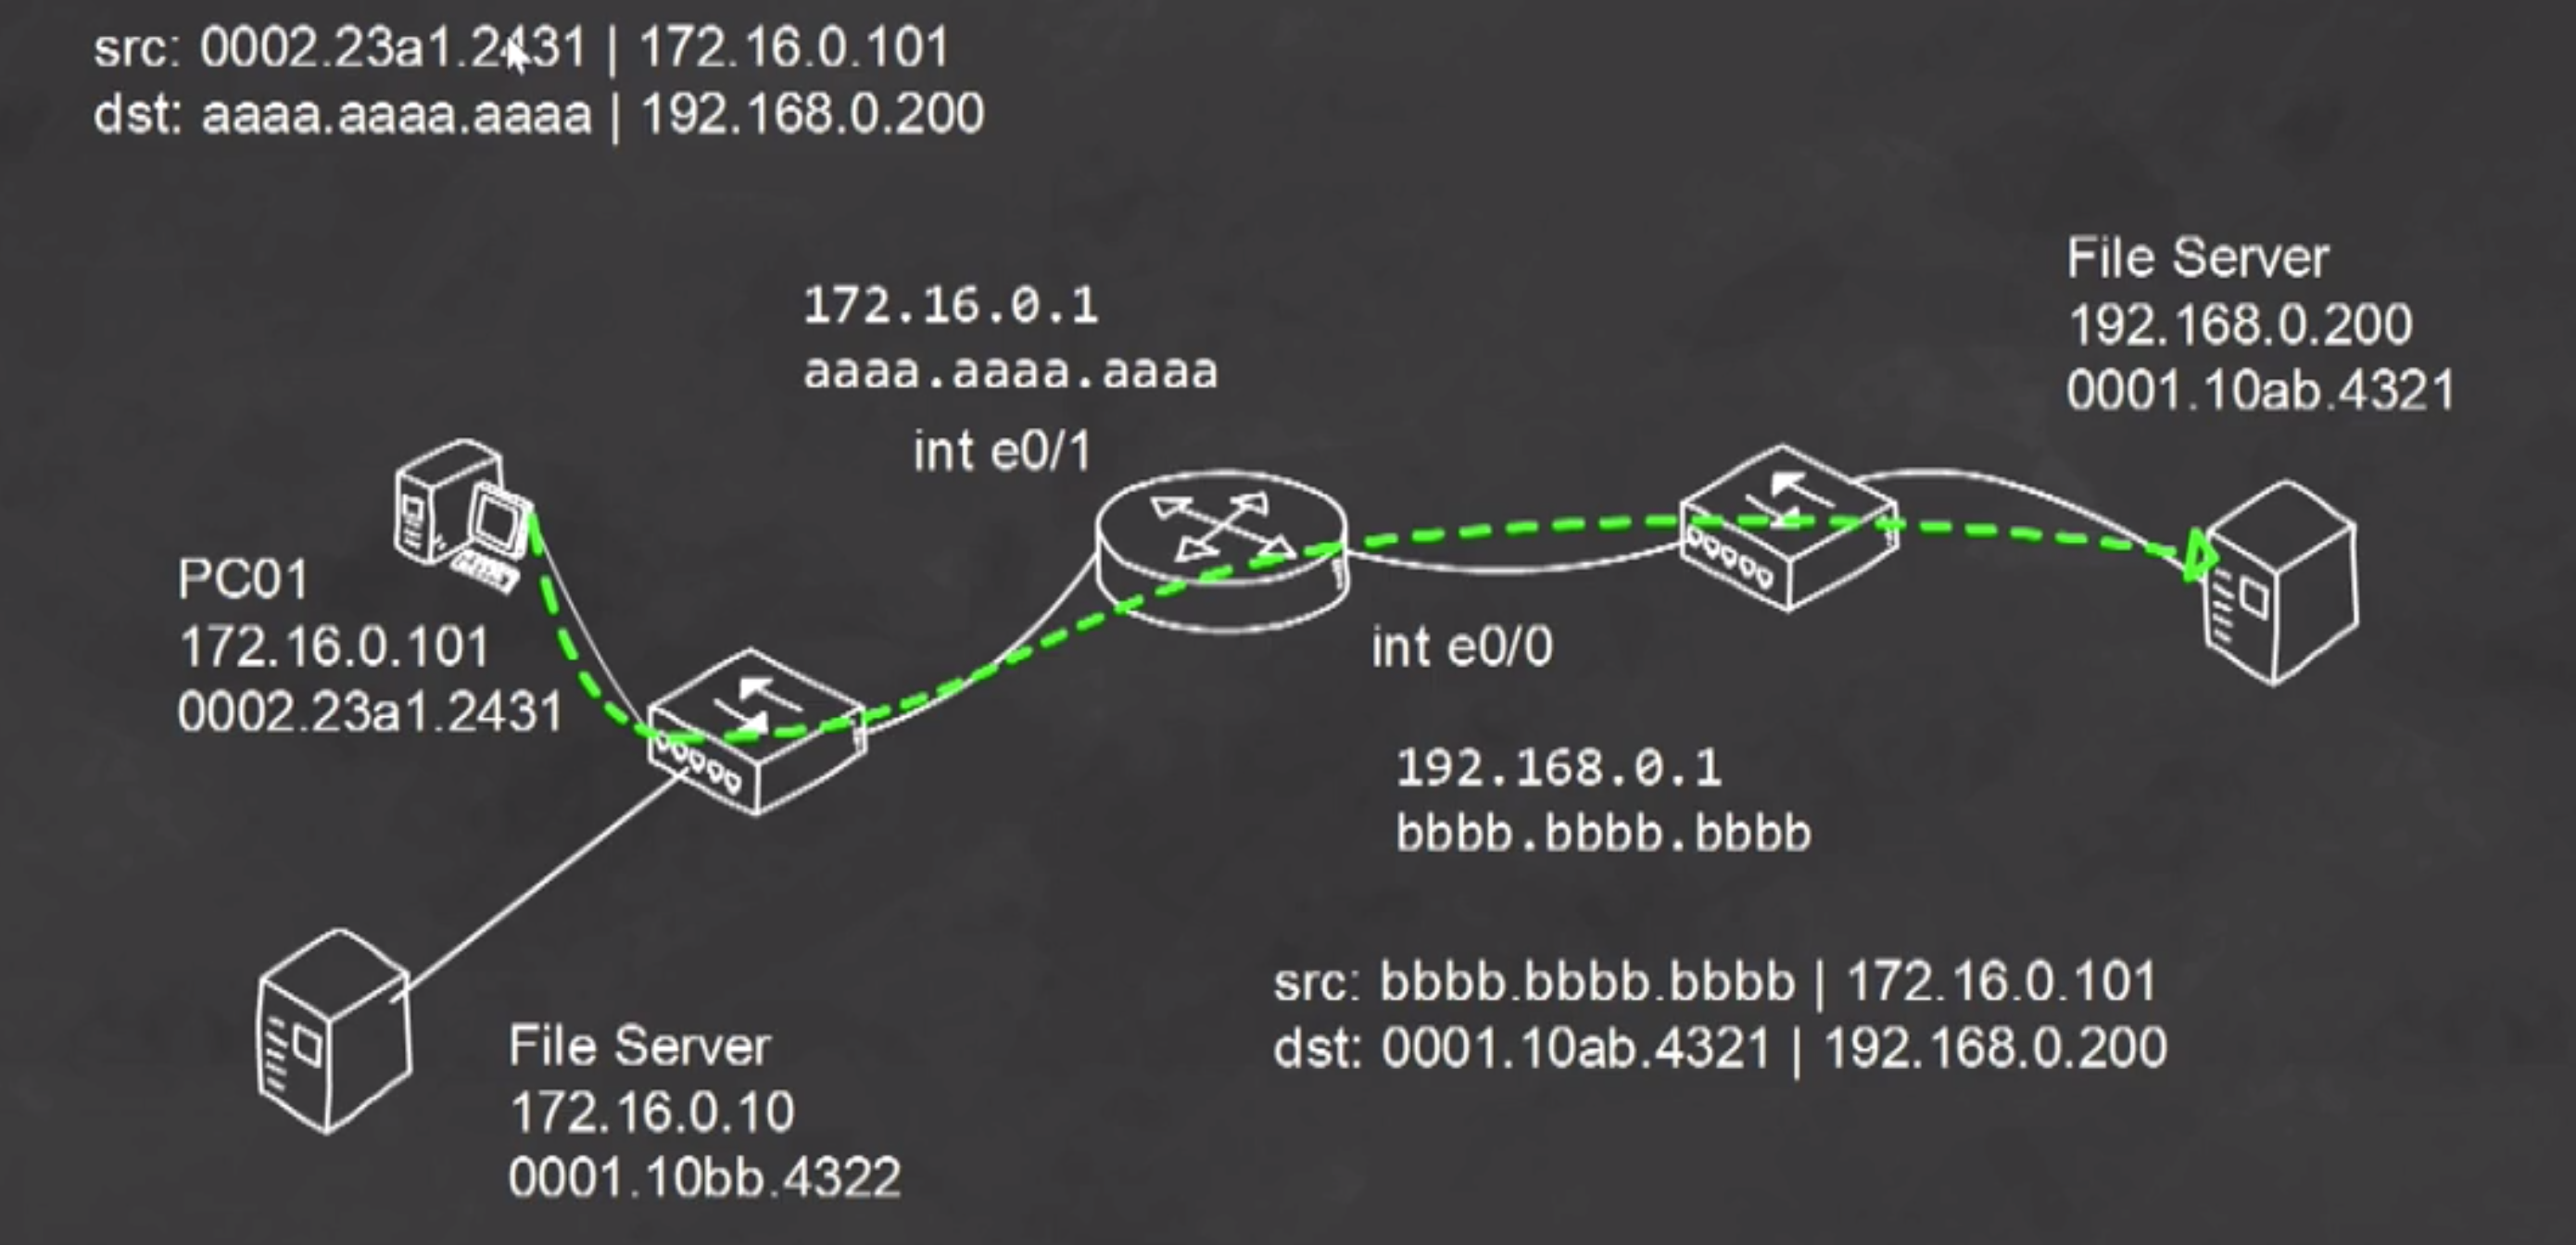 src: 0002.23a1.2431 | 172.16.0.101
dst: aaaa.aaaa.aaaa | 192.168.0.200
File Server
192.168.0.200
0001.10ab.4321
172.16.0.1
aaaa.aaaa.aaaa
int e0/1
PC01
172.16.0.101
0002.23a1.2431
int e0/0
192.168.0.1
bbbb.bbbb.bbbb
src: bbbb.bbbb.bbbb | 172.16.0.101
dst: 0001.10ab.4321 | 192.168.0.200
File Server
172.16.0.10
0001.10bb.4322